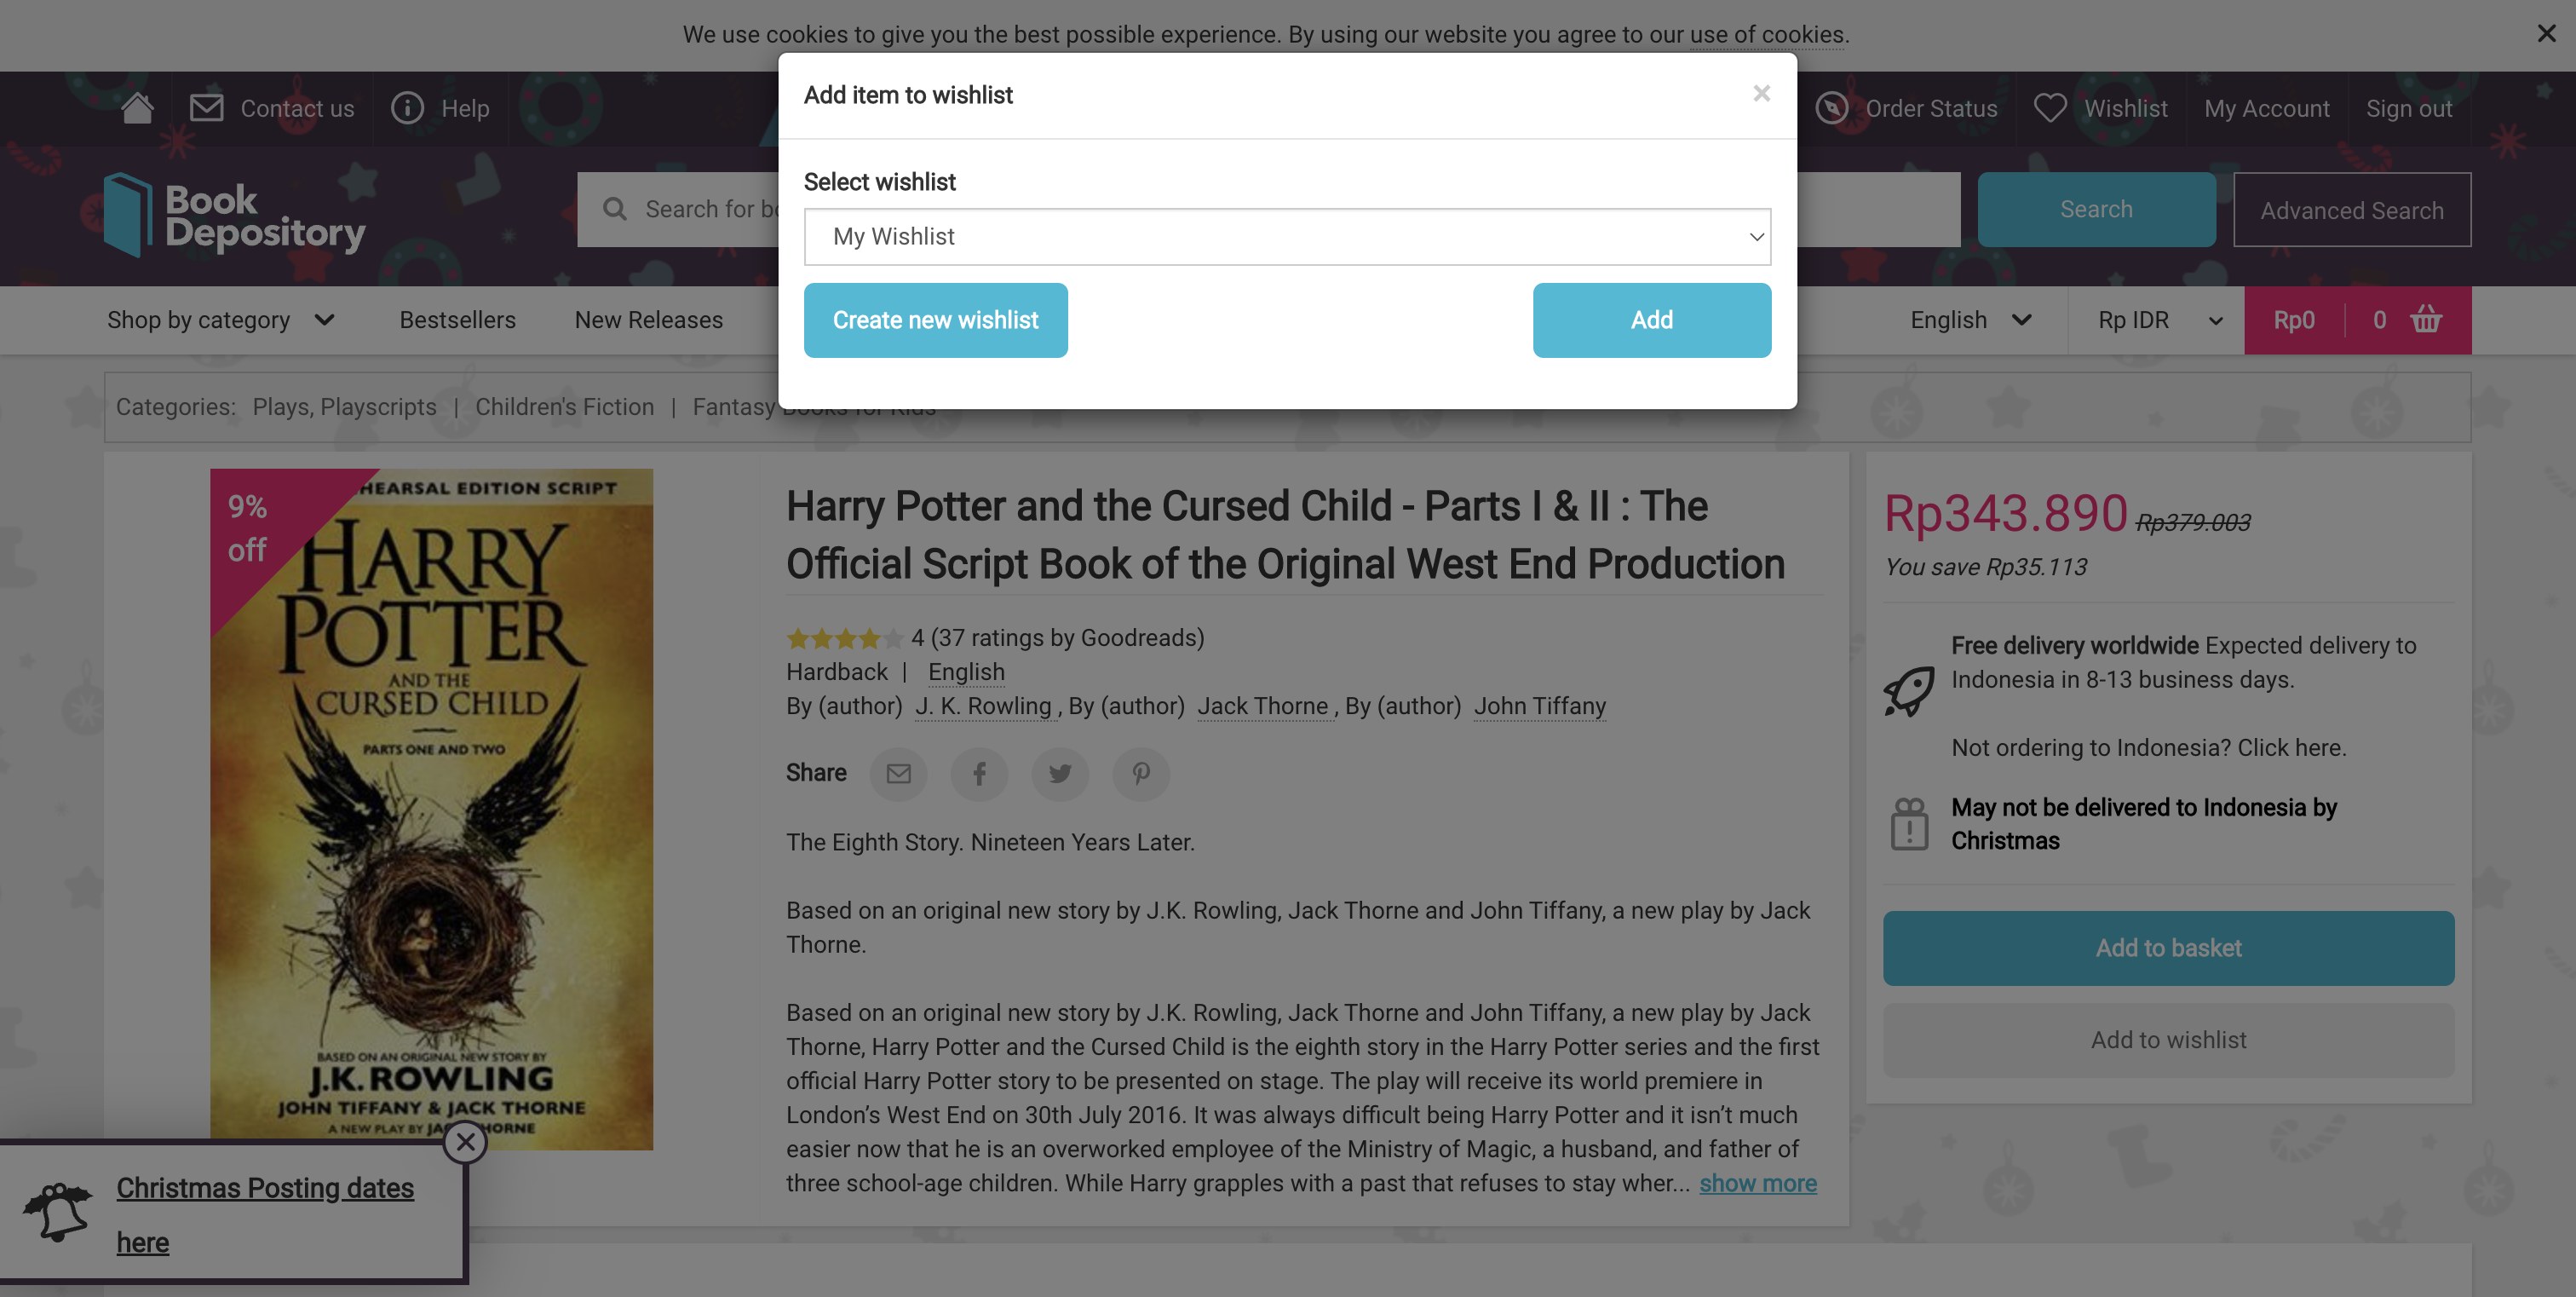 We use cookies to give you the best possible experience. By using our website you agree to our use of cookies.
Add item to wishlist
Contact us
Help
Order Status
Wishlist
My Account
Sign out
Select wishlist
My Wishlist
Book
Depository
Search for
Search
Advanced Search
Create new wishlist
Add
Shop by category
Bestsellers
New Releases
English
Rp IDR
Rp0
0
Categories: Plays, Playscripts | Children's Fiction | Fantasy Books for Kids
9%
off
REHEARSAL EDITION SCRIPT
HARRY
POTTER
AND THE
CURSED CHILD
PARTS ONE AND TWO
BASED ON AN ORIGINAL NEW STORY BY
J.K. ROWLING
JOHN TIFFANY & JACK THORNE
A NEW PLAY BY JACK THORNE
Harry Potter and the Cursed Child - Parts I & II : The
Official Script Book of the Original West End Production
4 (37 ratings by Goodreads)
Hardback | English
By (author) J. K. Rowling , By (author) Jack Thorne , By (author) John Tiffany
Share
The Eighth Story. Nineteen Years Later.
Based on an original new story by J.K. Rowling, Jack Thorne and John Tiffany, a new play by Jack
Thorne.
Based on an original new story by J.K. Rowling, Jack Thorne and John Tiffany, a new play by Jack
Thorne, Harry Potter and the Cursed Child is the eighth story in the Harry Potter series and the first
official Harry Potter story to be presented on stage. The play will receive its world premiere in
London’s West End on 30th July 2016. It was always difficult being Harry Potter and it isn’t much
easier now that he is an overworked employee of the Ministry of Magic, a husband, and father of
three school-age children. While Harry grapples with a past that refuses to stay wher... show more
Rp343.890 Rp379.003
You save Rp35.113
Free delivery worldwide Expected delivery to
Indonesia in 8-13 business days.
Not ordering to Indonesia? Click here.
May not be delivered to Indonesia by
Christmas
Add to basket
Add to wishlist
Christmas Posting dates
here